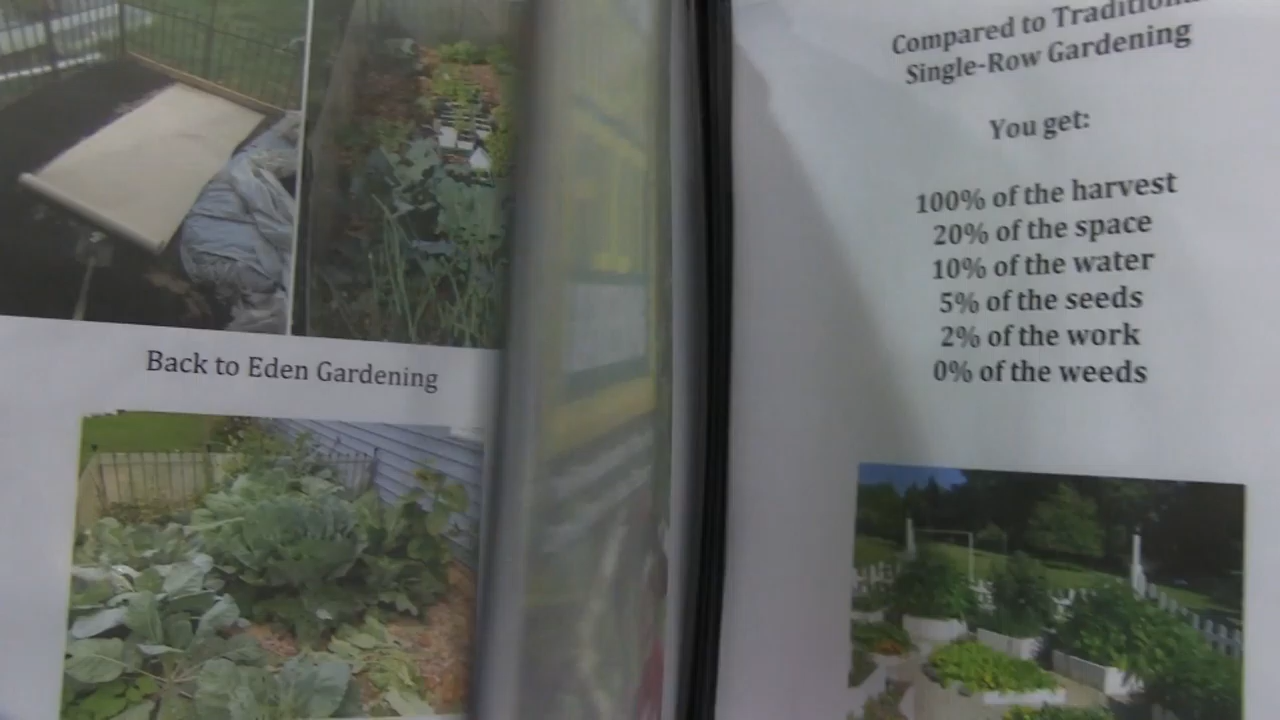 Back to Eden Gardening
Compared to
Single-Row Gardening
You get:
100% of the harvest
20% of the space
10% of the water
5% of the seeds
2% of the work
0% of the weeds